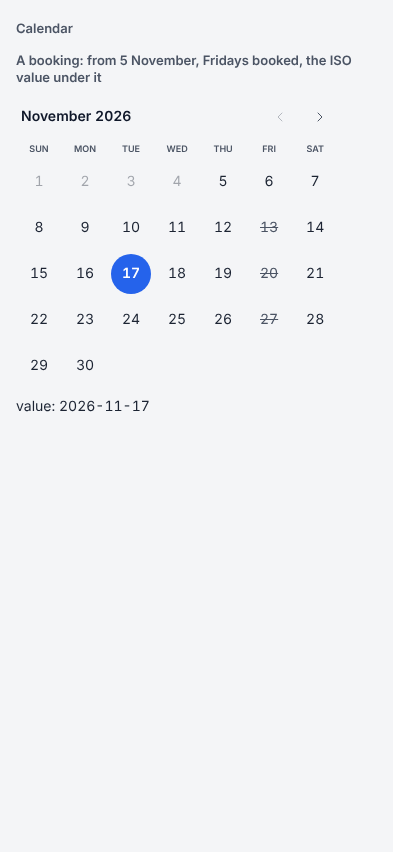 Calendar
A booking: from 5 November, Fridays booked, the ISO
value under it
November 2026
SUN MON TUE WED THU FRI SAT
1 2 3 4 5 6 7
8 9 10 11 12 13 14
15 16 17 18 19 20 21
22 23 24 25 26 27 28
29 30
value: 2026-11-17